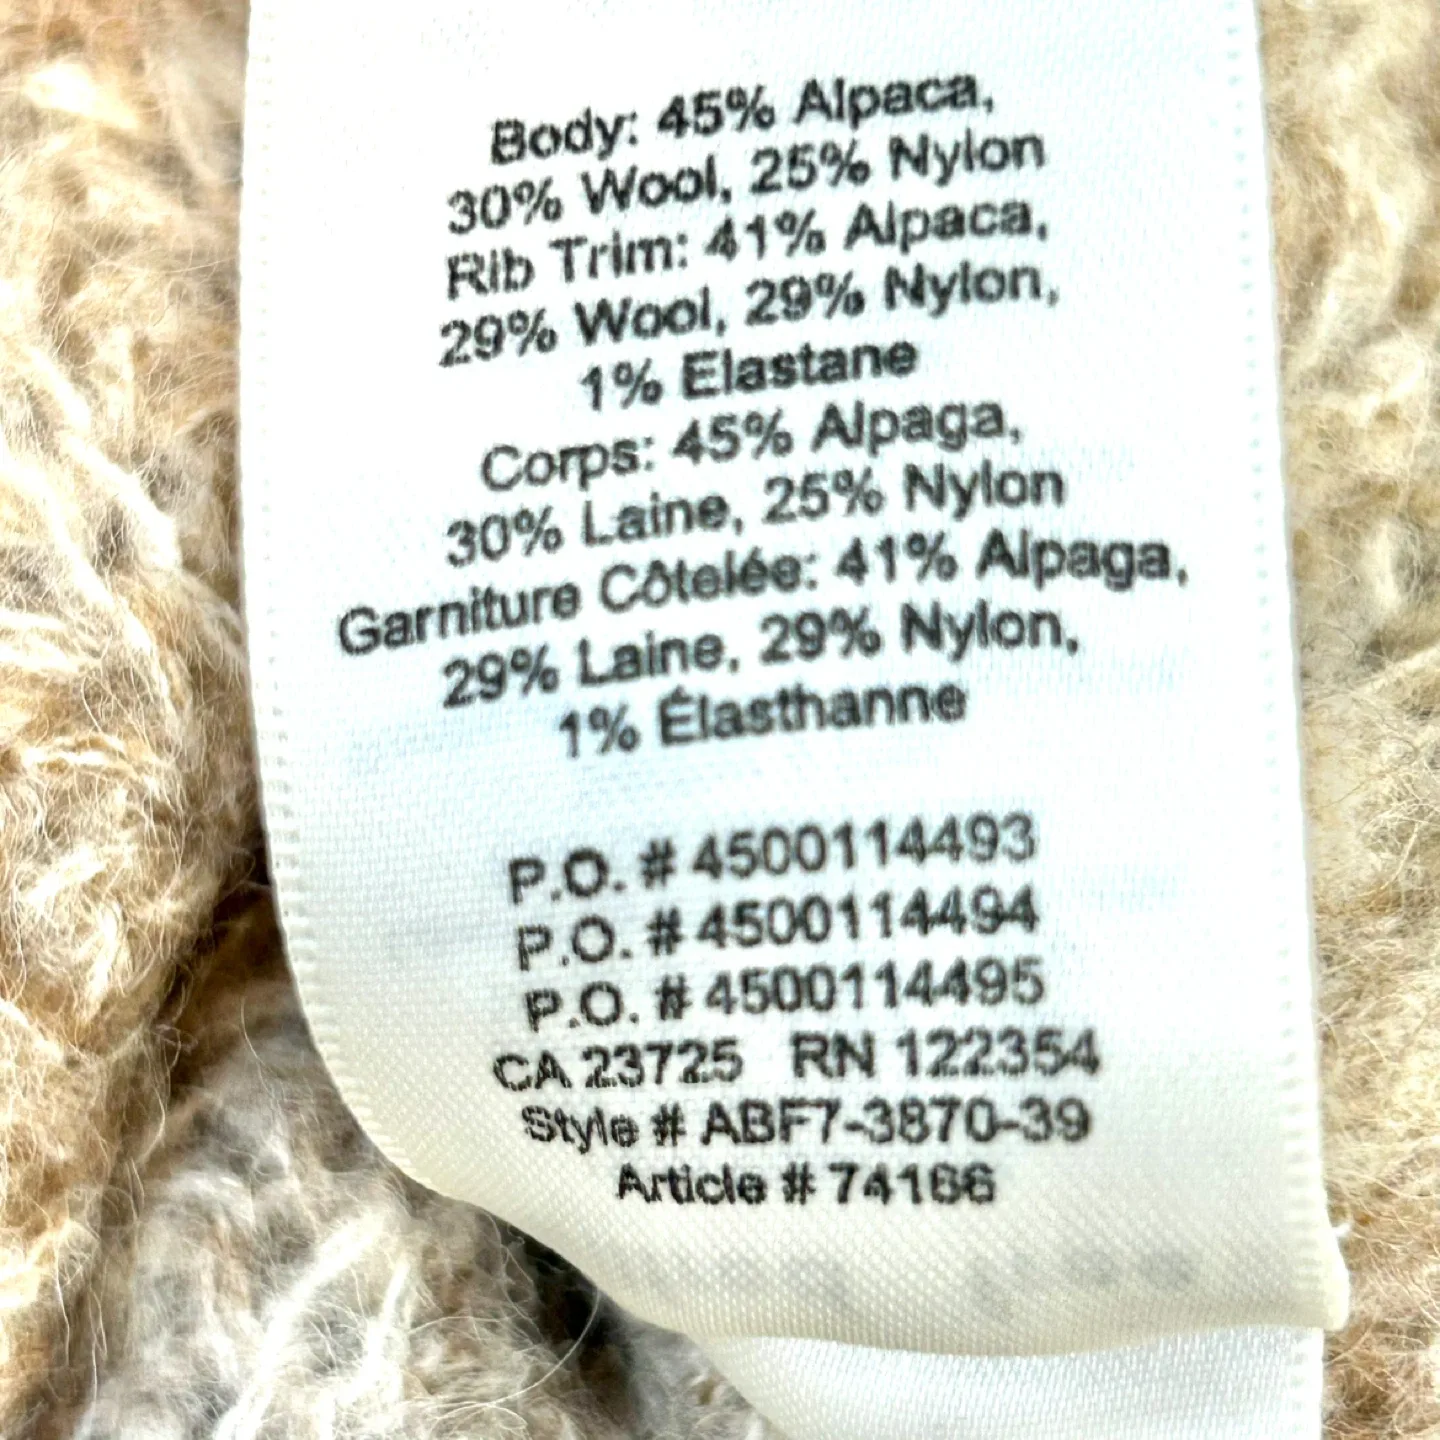 Body: 45% Alpaca,
30% Wool, 25% Nylon
Rib Trim: 41% Alpaca,
29% Wool, 29% Nylon,
1% Elastane
Corps: 45% Alpaga,
30% Laine, 25% Nylon
Garniture Côtelée: 41% Alpaga,
29% Laine, 29% Nylon,
1% Élasthanne
P.O. # 4500114493
P.O. # 4500114494
P.O. # 4500114495
CA 23725 RN 122354
Style # ABF7-3870-39
Article # 74166